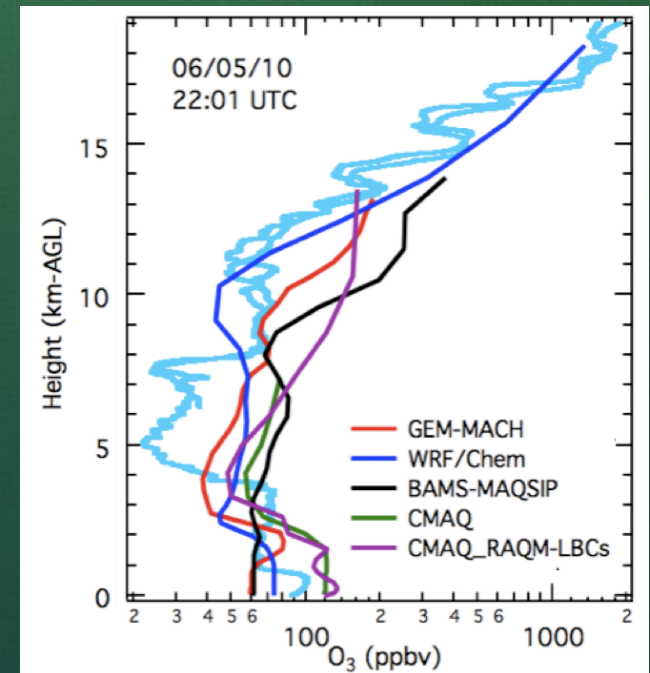 06/05/10
22:01 UTC
15
10
5
0
Height (km-AGL)
GEM-MACH
WRF/Chem
BAMS-MAQSIP
CMAQ
CMAQ_RAQM-LBCs
2 3 4 5 6 100 2 3 4 5 6 1000 2
O₃ (ppbv)